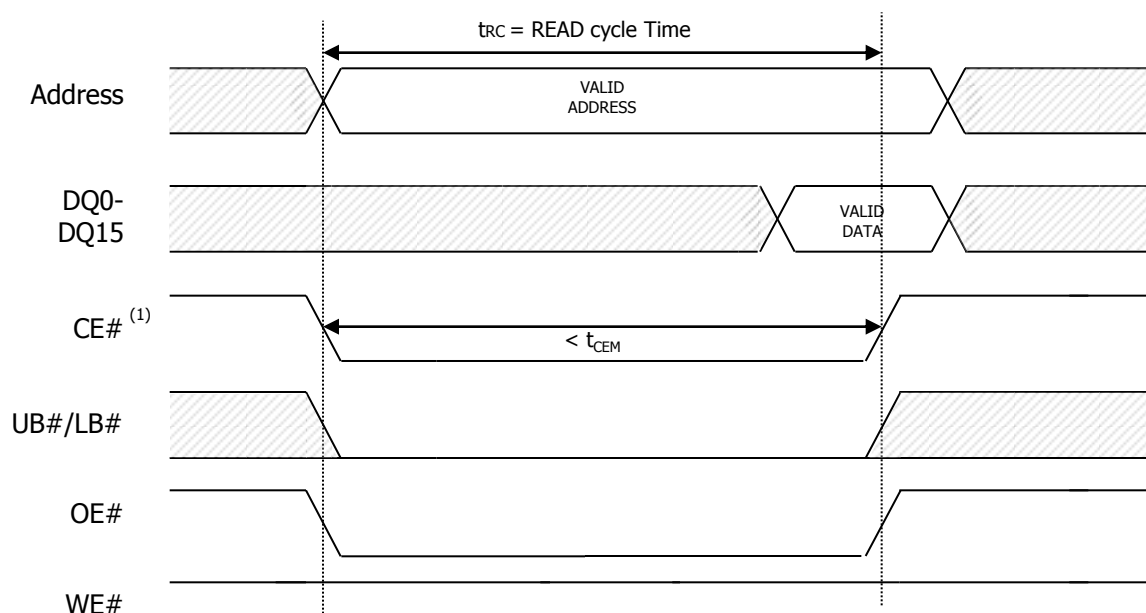 tRC = READ cycle Time
Address
VALID
ADDRESS
DQ0-
DQ15
VALID
DATA
CE# (1)
< tCEM
UB#/LB#
OE#
WE#